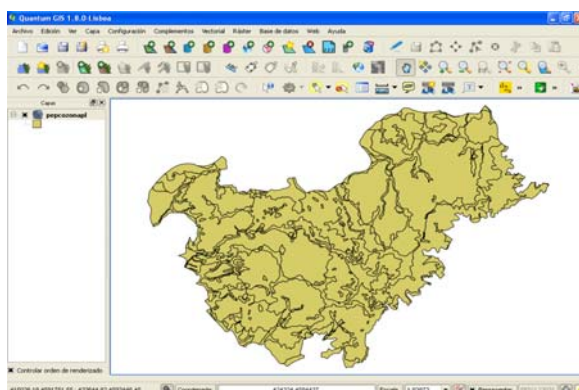 Quantum GIS 1.8.0-Lisboa
Archivo Edición Ver Capa Configuración Complementos Vectorial Ráster Base de datos Web Ayuda
Capas
pepcozonapl
Controlar orden de renderizado
Coordenada:
Escala